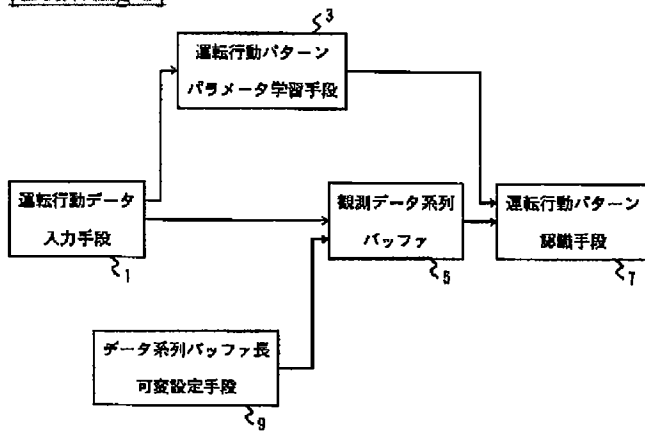 3
運転行動パターン
パラメータ学習手段
運転行動データ
入力手段
1
観測データ系列
バッファ
5
運転行動パターン
認識手段
7
データ系列バッファ長
可変設定手段
9